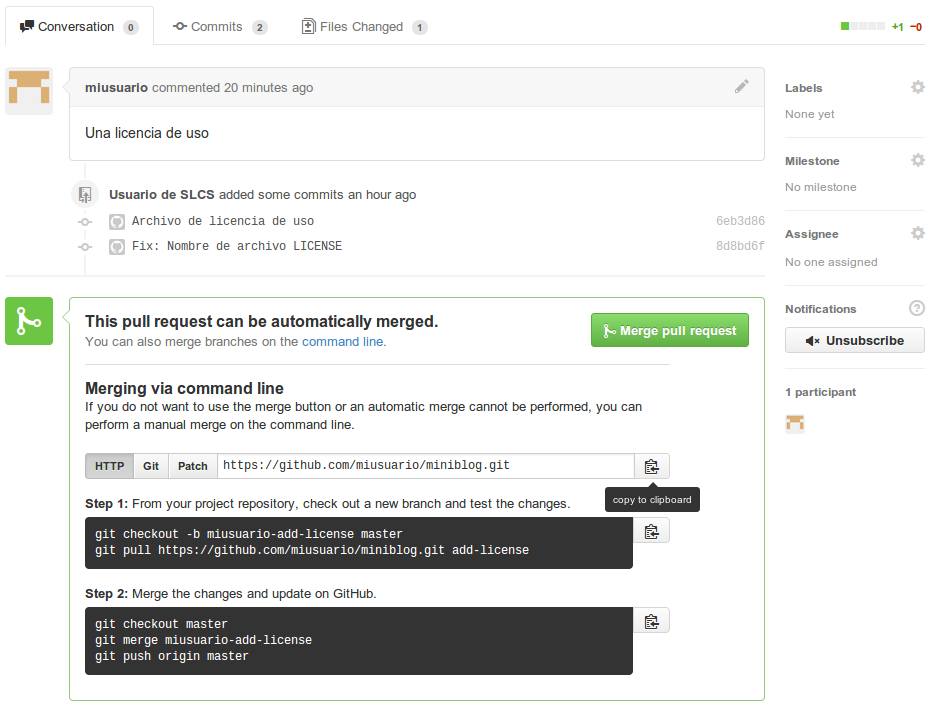 Conversation 0 Commits 2 Files Changed 1 +1 −0
miusuario commented 20 minutes ago
Una licencia de uso
Usuario de SLCS added some commits an hour ago
Archivo de licencia de uso 6eb3d86
Fix: Nombre de archivo LICENSE 8d8bd6f
This pull request can be automatically merged.
You can also merge branches on the command line.
Merge pull request
Merging via command line
If you do not want to use the merge button or an automatic merge cannot be performed, you can
perform a manual merge on the command line.
HTTP Git Patch https://github.com/miusuario/miniblog.git
copy to clipboard
Step 1: From your project repository, check out a new branch and test the changes.
git checkout -b miusuario-add-license master
git pull https://github.com/miusuario/miniblog.git add-license
Step 2: Merge the changes and update on GitHub.
git checkout master
git merge miusuario-add-license
git push origin master
Labels
None yet
Milestone
No milestone
Assignee
No one assigned
Notifications ?
Unsubscribe
1 participant